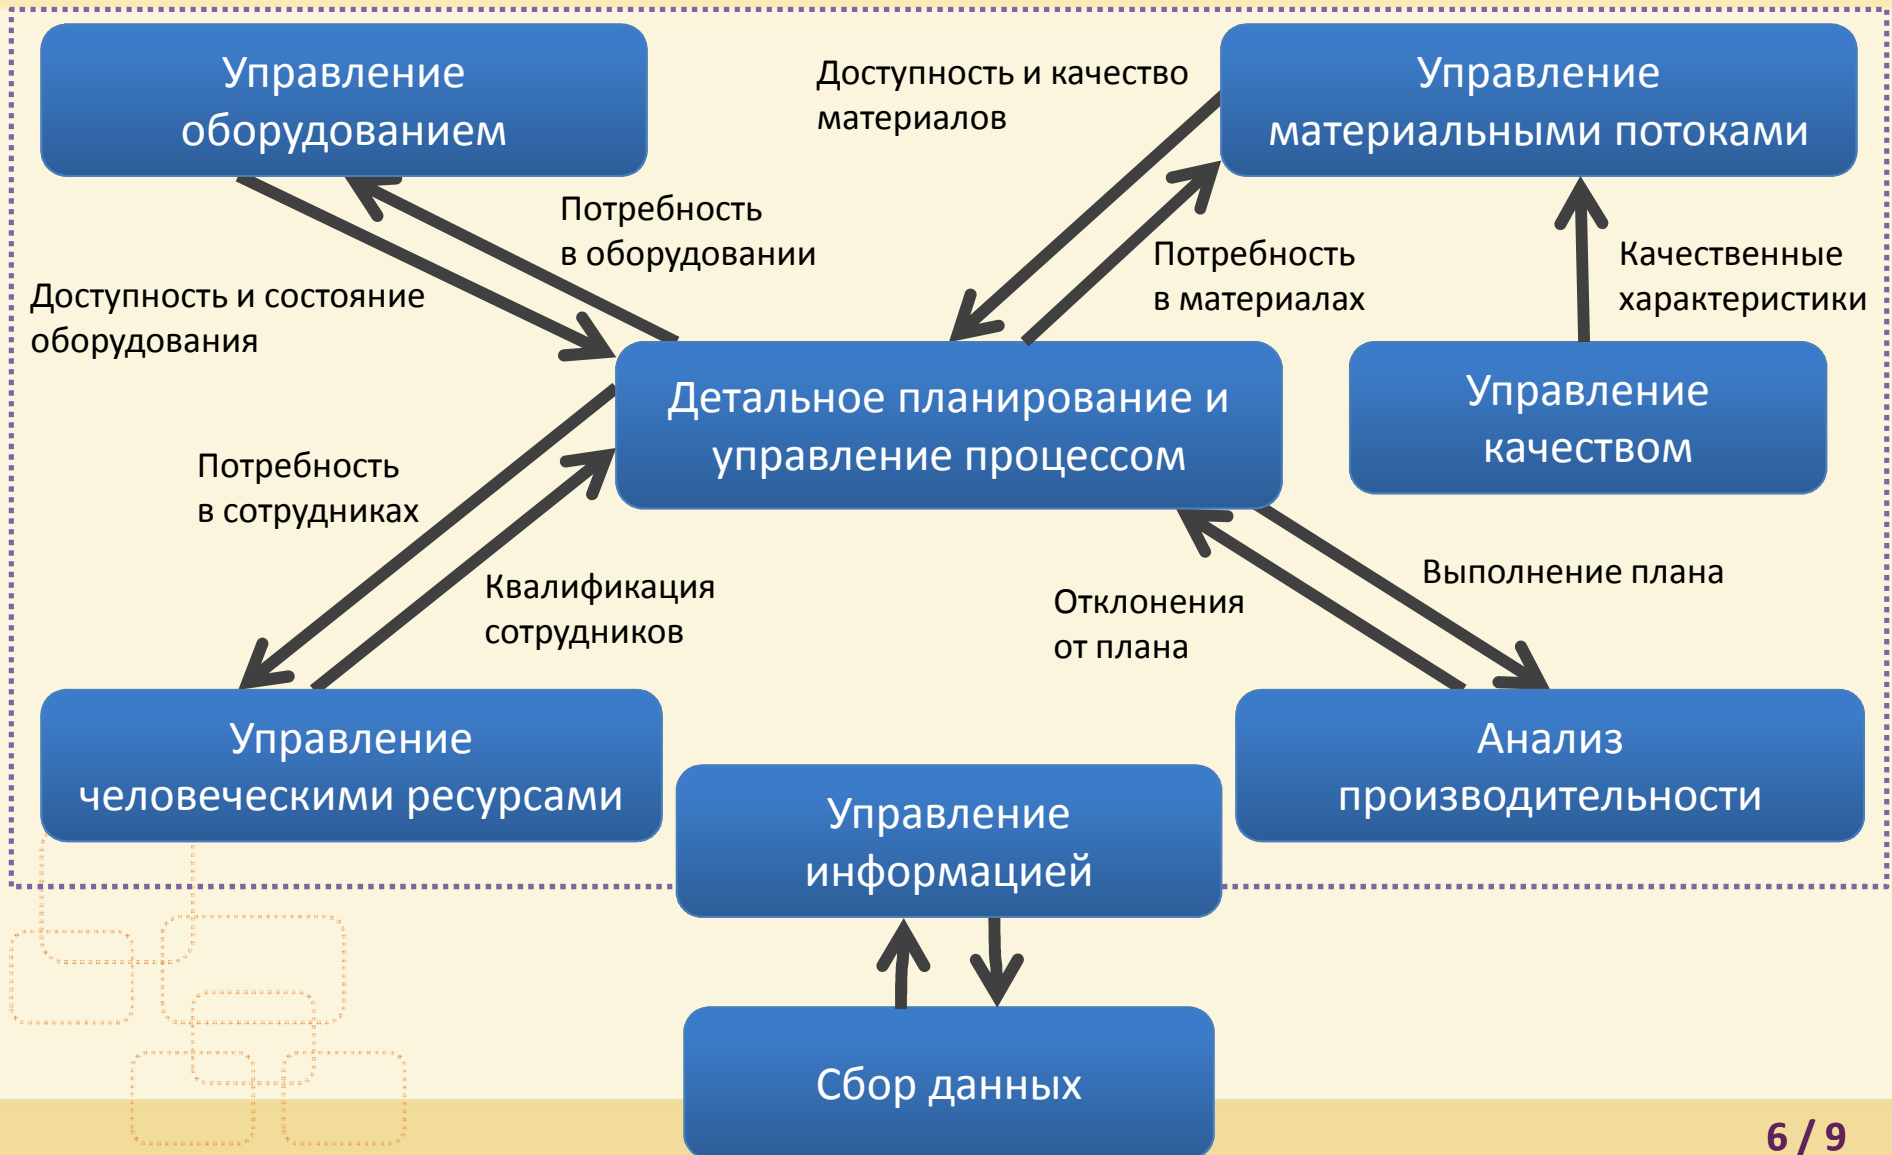 Управление
оборудованием
Доступность и качество
материалов
Управление
материальными потоками
Потребность
в оборудовании
Потребность
в материалах
Качественные
характеристики
Доступность и состояние
оборудования
Детальное планирование и
управление процессом
Управление
качеством
Потребность
в сотрудниках
Квалификация
сотрудников
Отклонения
от плана
Выполнение плана
Управление
человеческими ресурсами
Управление
информацией
Анализ
производительности
Сбор данных
6 / 9